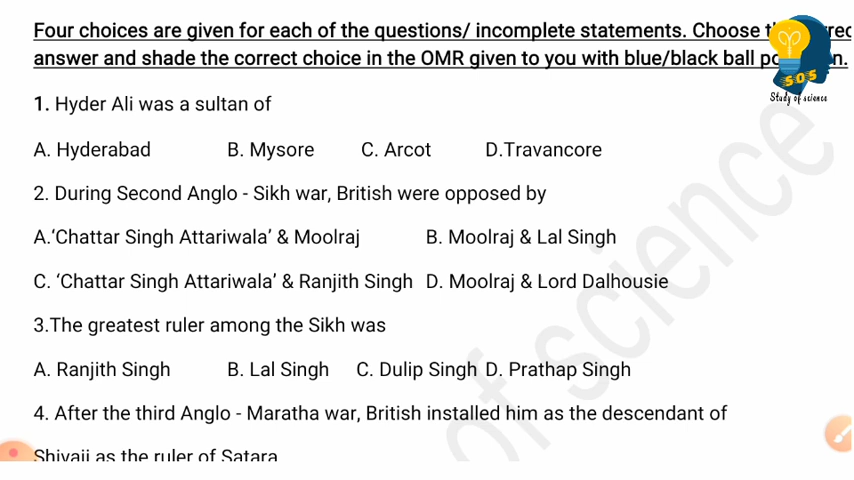 Four choices are given for each of the questions/ incomplete statements. Choose
answer and shade the correct choice in the OMR given to you with blue/black ball
SOS
Study of science
1. Hyder Ali was a sultan of
A. Hyderabad B. Mysore C. Arcot D.Travancore
2. During Second Anglo - Sikh war, British were opposed by
A.‘Chattar Singh Attariwala’ & Moolraj B. Moolraj & Lal Singh
C. ‘Chattar Singh Attariwala’ & Ranjith Singh D. Moolraj & Lord Dalhousie
3.The greatest ruler among the Sikh was
A. Ranjith Singh B. Lal Singh C. Dulip Singh D. Prathap Singh
4. After the third Anglo - Maratha war, British installed him as the descendant of
Shivaji as the ruler of Satara
of science